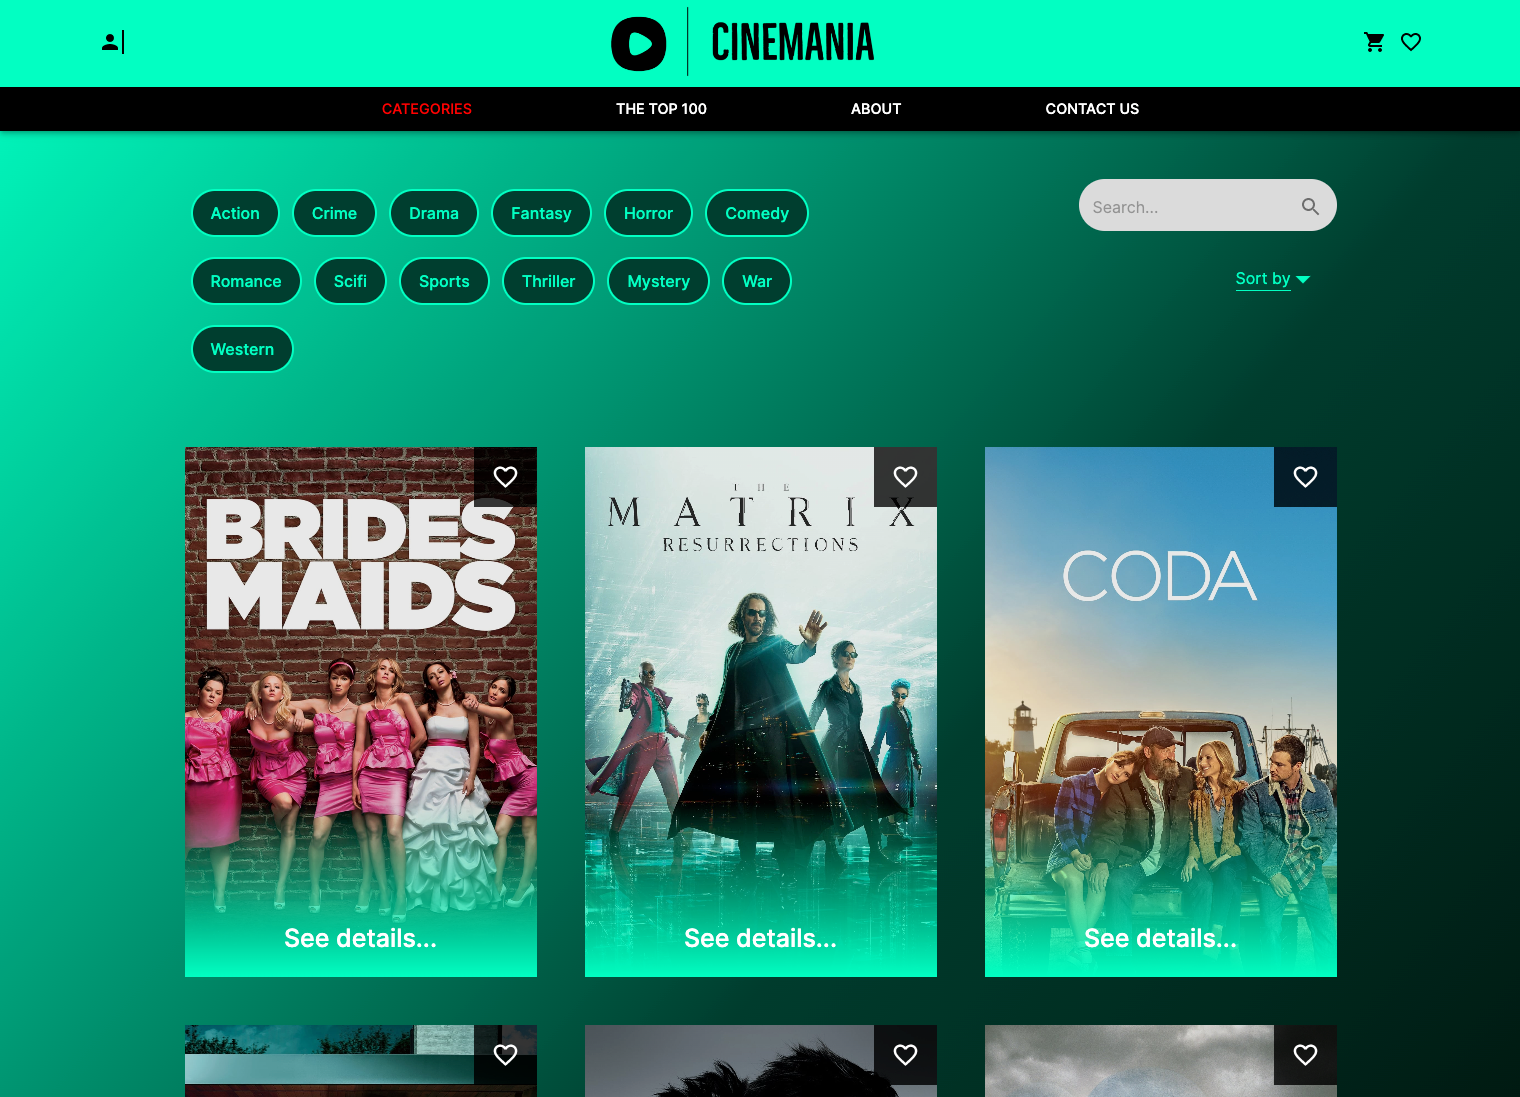 CINEMANIA
CATEGORIES THE TOP 100 ABOUT CONTACT US
Action Crime Drama Fantasy Horror Comedy
Search...
Romance Scifi Sports Thriller Mystery War
Sort by
Western
BRIDES
MAIDS
See details...
THE
MATRIX
RESURRECTIONS
See details...
CODA
See details...